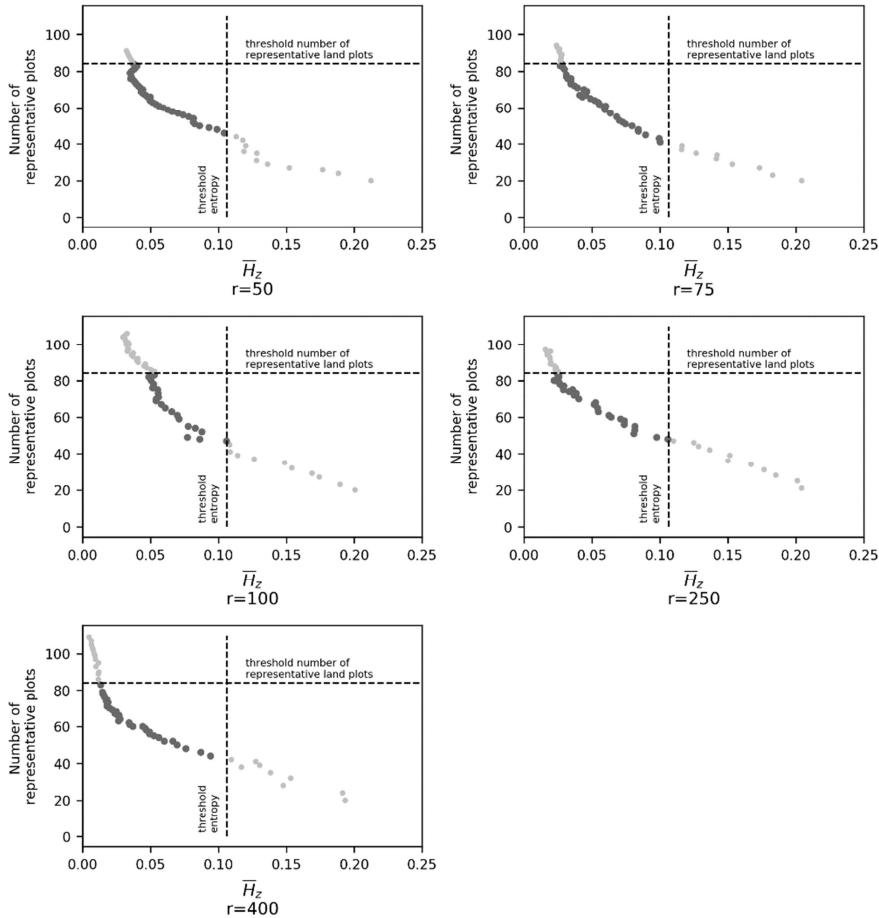 Number of
representative plots
100
80
60
40
20
0
threshold number of
representative land plots
threshold
entropy
0.00 0.05 0.10 0.15 0.20 0.25
H̅z
r=50
Number of
representative plots
100
80
60
40
20
0
threshold number of
representative land plots
threshold
entropy
0.00 0.05 0.10 0.15 0.20 0.25
H̅z
r=75
Number of
representative plots
100
80
60
40
20
0
threshold number of
representative land plots
threshold
entropy
0.00 0.05 0.10 0.15 0.20 0.25
H̅z
r=100
Number of
representative plots
100
80
60
40
20
0
threshold number of
representative land plots
threshold
entropy
0.00 0.05 0.10 0.15 0.20 0.25
H̅z
r=250
Number of
representative plots
100
80
60
40
20
0
threshold number of
representative land plots
threshold
entropy
0.00 0.05 0.10 0.15 0.20 0.25
H̅z
r=400